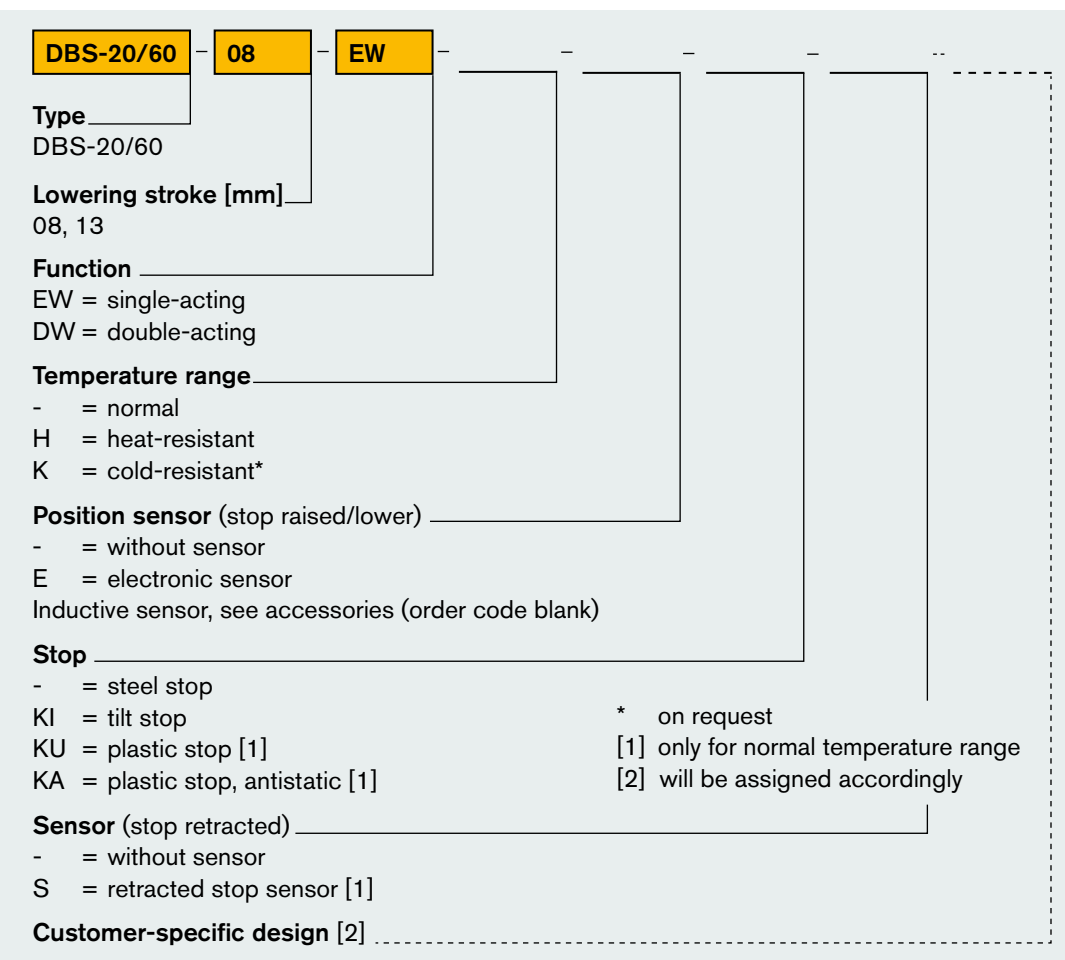 DBS-20/60 – 08 – EW – – – – --
Type
DBS-20/60
Lowering stroke [mm]
08, 13
Function
EW = single-acting
DW = double-acting
Temperature range
- = normal
H = heat-resistant
K = cold-resistant*
Position sensor (stop raised/lower)
- = without sensor
E = electronic sensor
Inductive sensor, see accessories (order code blank)
Stop
- = steel stop
KI = tilt stop
KU = plastic stop [1]
KA = plastic stop, antistatic [1]
* on request
[1] only for normal temperature range
[2] will be assigned accordingly
Sensor (stop retracted)
- = without sensor
S = retracted stop sensor [1]
Customer-specific design [2]